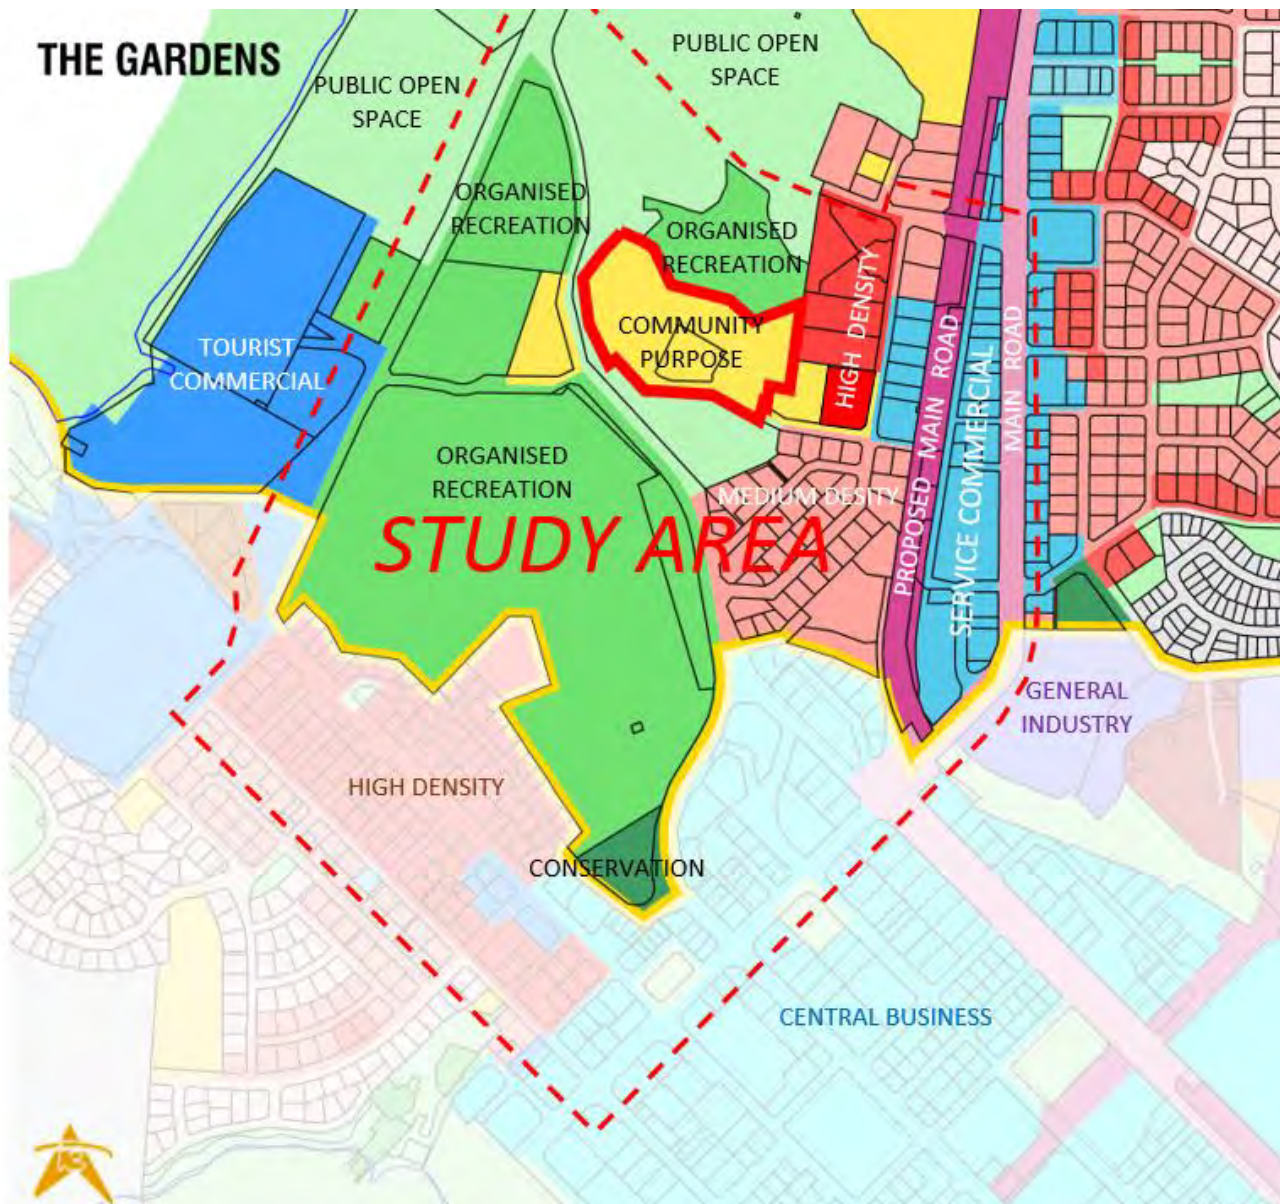 THE GARDENS
PUBLIC OPEN
SPACE
PUBLIC OPEN
SPACE
ORGANISED
RECREATION
ORGANISED
RECREATION
COMMUNITY
PURPOSE
HIGH DENSITY
TOURIST
COMMERCIAL
ORGANISED
RECREATION
MEDIUM DESITY
PROPOSED MAIN ROAD
SERVICE COMMERCIAL
MAIN ROAD
STUDY AREA
GENERAL
INDUSTRY
HIGH DENSITY
CONSERVATION
CENTRAL BUSINESS